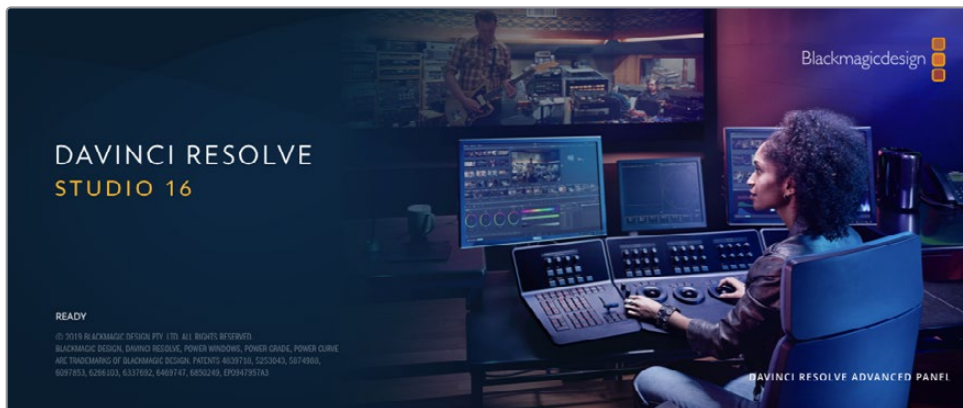 Blackmagicdesign
DAVINCI RESOLVE
STUDIO 16
READY
© 2019 BLACKMAGIC DESIGN PTY. LTD. ALL RIGHTS RESERVED.
BLACKMAGIC DESIGN, DAVINCI RESOLVE, POWER WINDOWS, POWER GRADE, POWER CURVE
ARE TRADEMARKS OF BLACKMAGIC DESIGN. PATENTS 4839718, 5253043, 5874988,
6097853, 6266103, 6337692, 6469747, 6850249, EP0947957A3
DAVINCI RESOLVE ADVANCED PANEL